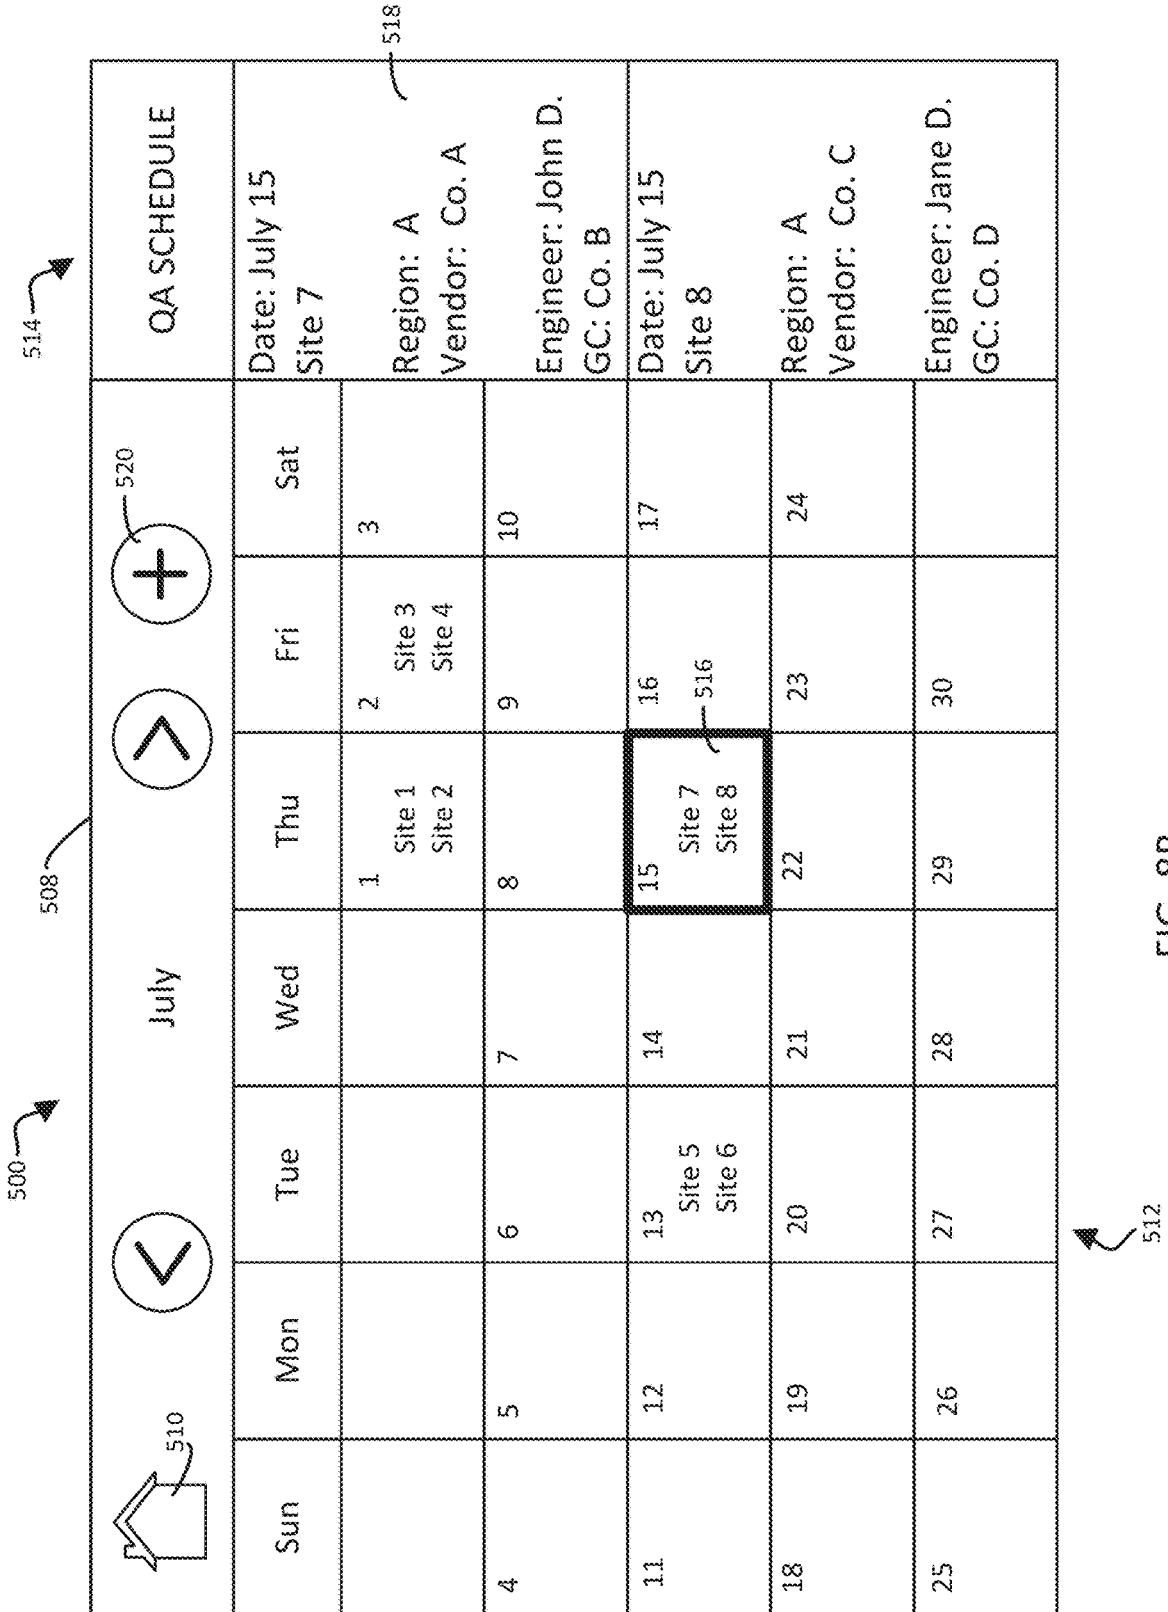 500
508
514
510
July
520
QA SCHEDULE
518
Sun Mon Tue Wed Thu Fri Sat
1 2 3
Site 1 Site 3
Site 2 Site 4
4 5 6 7 8 9 10
11 12 13 14 15 16 17
Site 5 Site 7
Site 6 Site 8
516
18 19 20 21 22 23 24
25 26 27 28 29 30
Date: July 15
Site 7
Region: A
Vendor: Co. A
Engineer: John D.
GC: Co. B
Date: July 15
Site 8
Region: A
Vendor: Co. C
Engineer: Jane D.
GC: Co. D
512